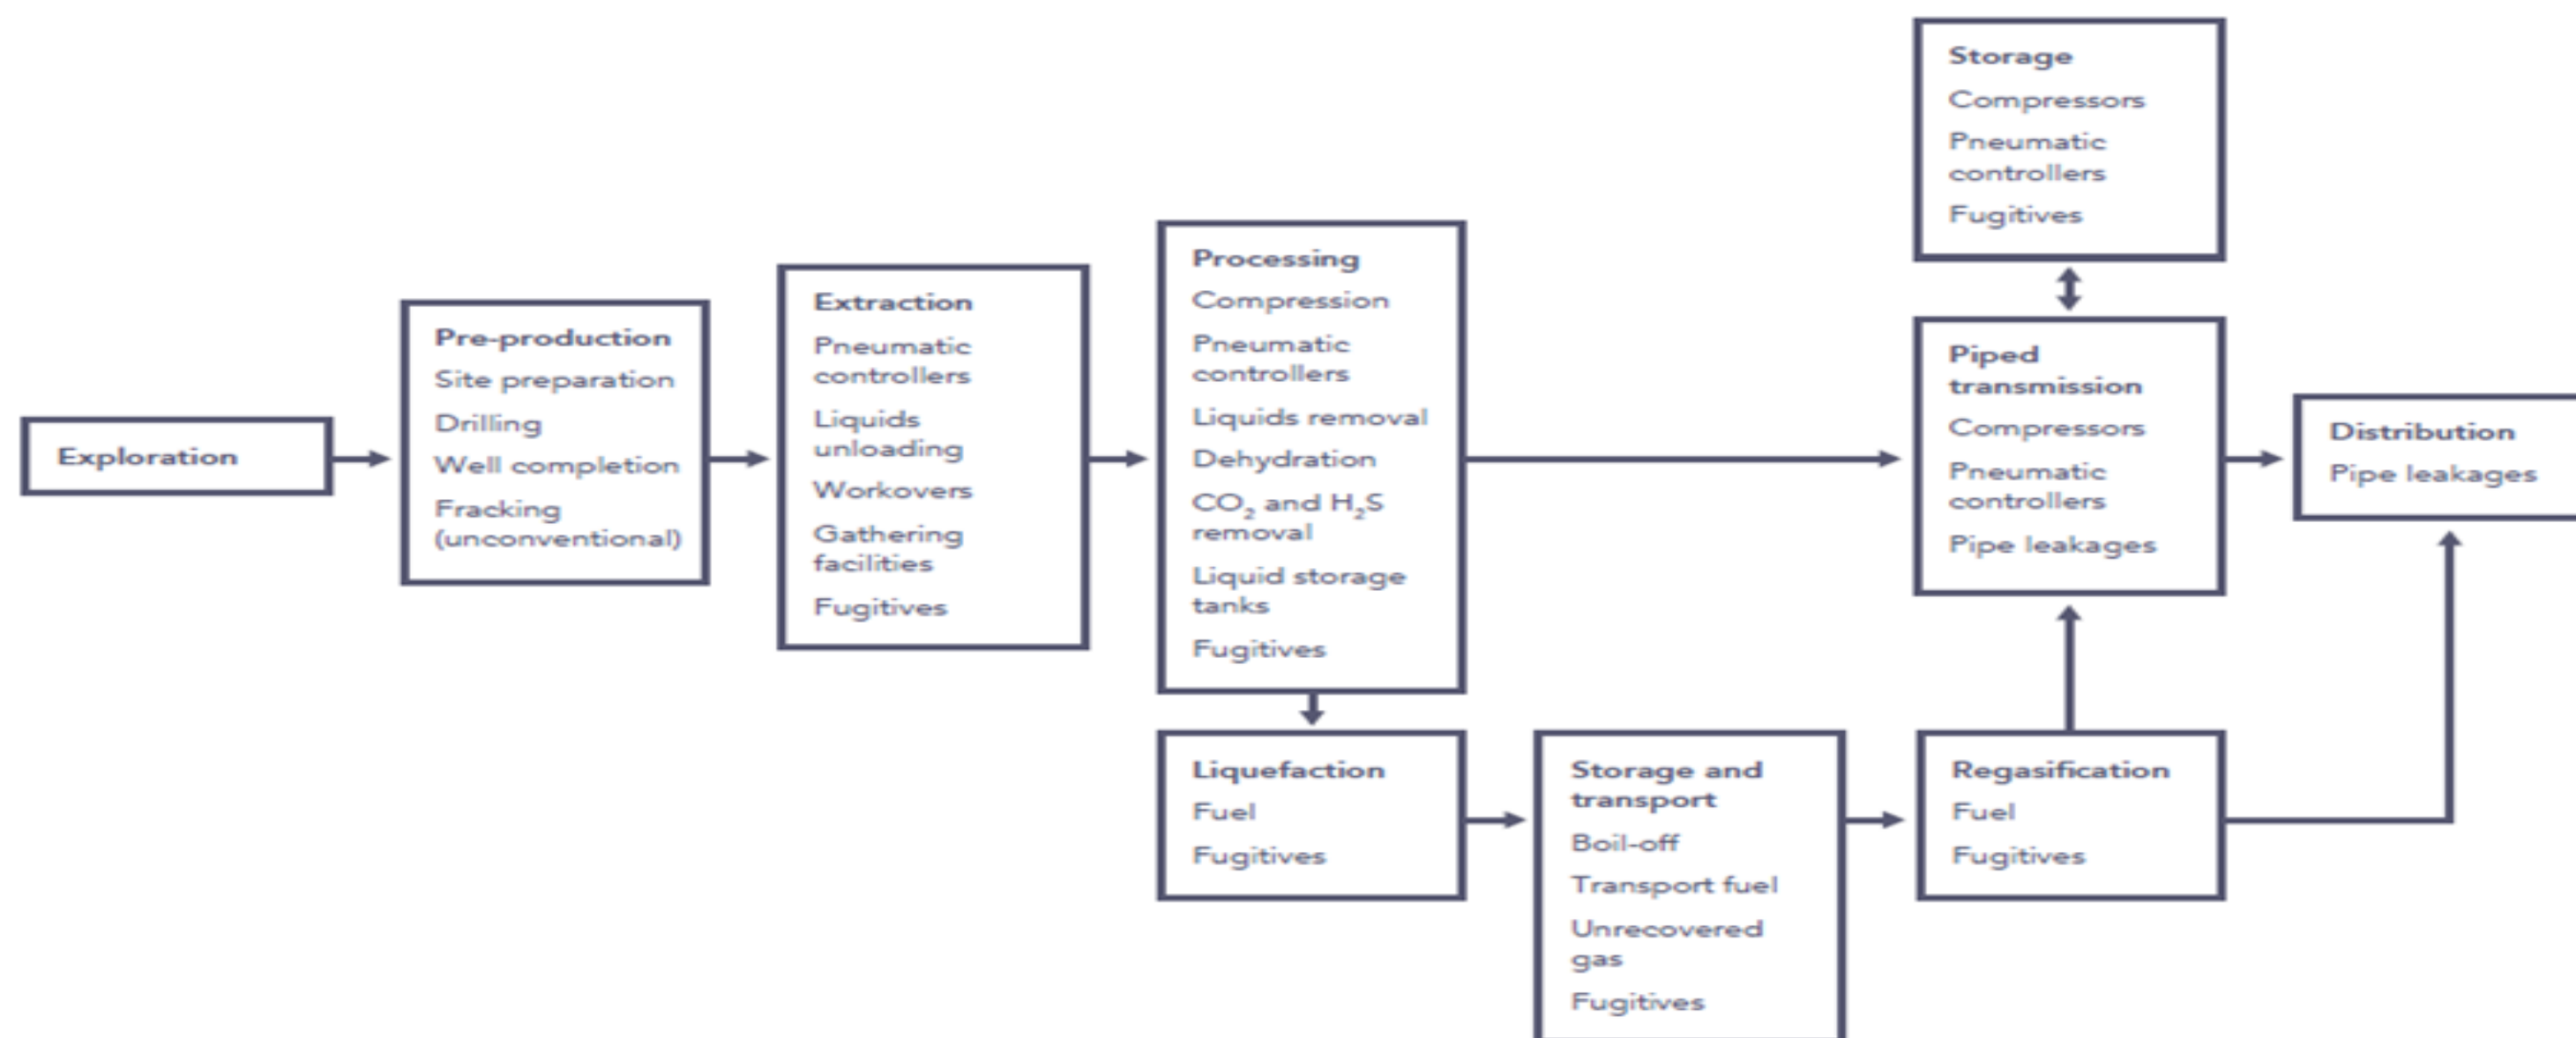 Exploration
Pre-production
Site preparation
Drilling
Well completion
Fracking
(unconventional)
Extraction
Pneumatic
controllers
Liquids
unloading
Workovers
Gathering
facilities
Fugitives
Processing
Compression
Pneumatic
controllers
Liquids removal
Dehydration
CO₂ and H₂S
removal
Liquid storage
tanks
Fugitives
Liquefaction
Fuel
Fugitives
Storage and
transport
Boil-off
Transport fuel
Unrecovered
gas
Fugitives
Regasification
Fuel
Fugitives
Storage
Compressors
Pneumatic
controllers
Fugitives
Piped
transmission
Compressors
Pneumatic
controllers
Pipe leakages
Distribution
Pipe leakages